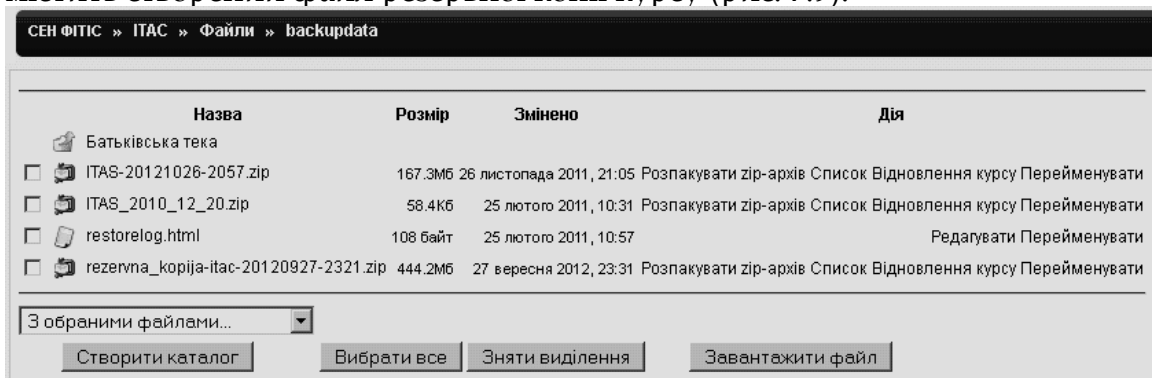 СЕН ФІТІС » ІТАС » Файли » backupdata
Назва Розмір Змінено Дія
Батьківська тека
ITAS-20121026-2057.zip 167.3Мб 26 листопада 2011, 21:05 Розпакувати zip-архів Список Відновлення курсу Перейменувати
ITAS_2010_12_20.zip 58.4Кб 25 лютого 2011, 10:31 Розпакувати zip-архів Список Відновлення курсу Перейменувати
restorelog.html 108 байт 25 лютого 2011, 10:57 Редагувати Перейменувати
rezervna_kopija-itac-20120927-2321.zip 444.2Мб 27 вересня 2012, 23:31 Розпакувати zip-архів Список Відновлення курсу Перейменувати
З обраними файлами...
Створити каталог Вибрати все Зняти виділення Завантажити файл